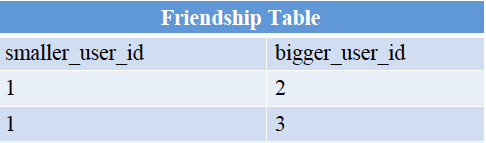 Friendship Table
smaller_user_id bigger_user_id
1 2
1 3